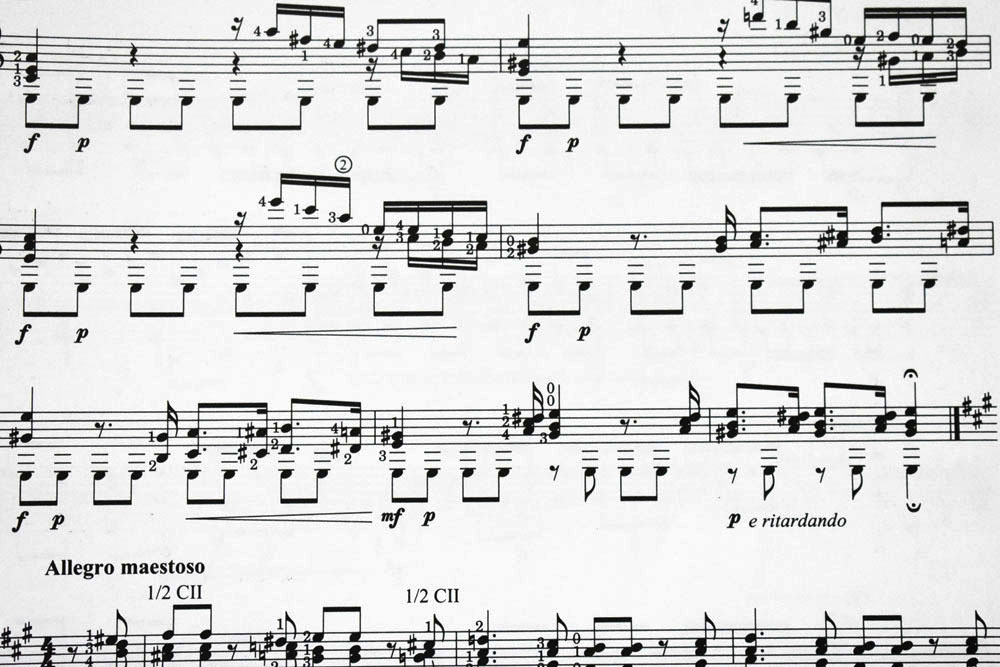 f p f p
2
f p f p
f p mf p p e ritardando
Allegro maestoso
1/2 CII 1/2 CII